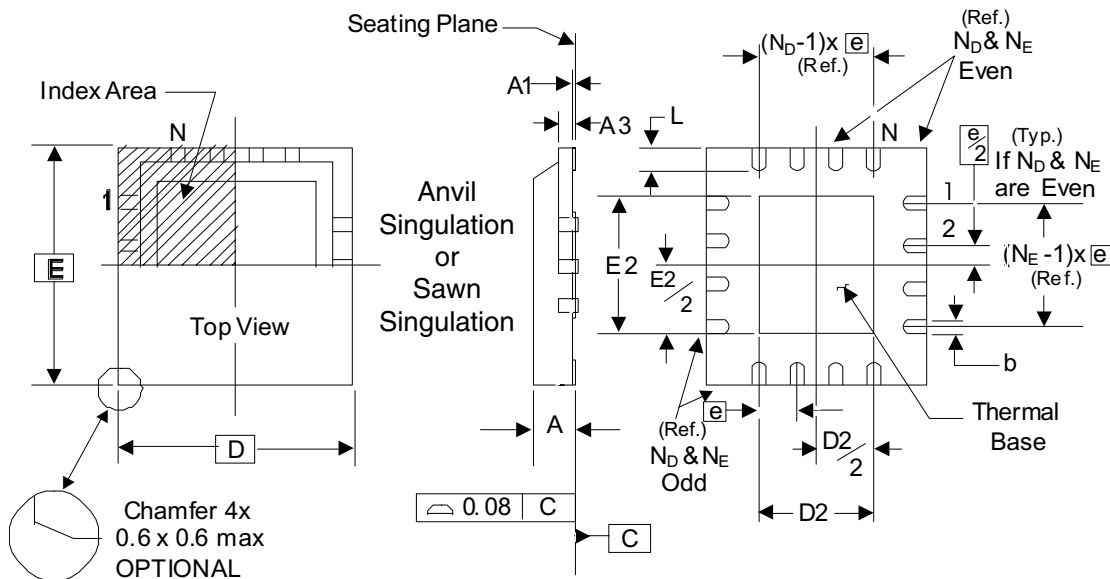 Seating Plane
(Ref.)
N_D & N_E
Even
(N_D-1)x e
(Ref.)
A1
Index Area
A3
L
N
N
e/2
(Typ.)
If N_D & N_E
are Even
1
1
2
Anvil
Singulation
or
Sawn
Singulation
E
E2
E2/2
(N_E-1)x e
(Ref.)
Top View
b
e
A
(Ref.)
N_D & N_E
Odd
D2/2
Thermal
Base
D
0.08 C
D2
C
Chamfer 4x
0.6 x 0.6 max
OPTIONAL